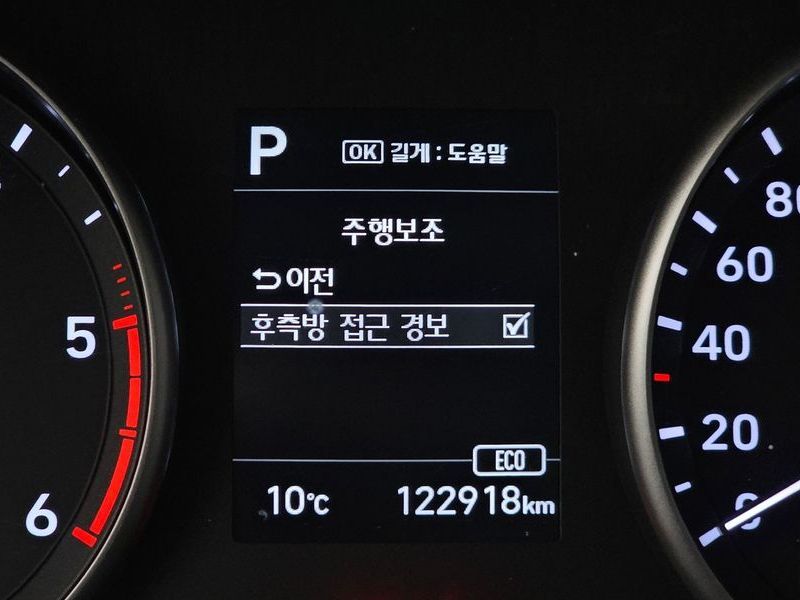 P
OK 길게 : 도움말
주행보조
이전
후측방 접근 경보
ECO
10℃ 122918km
5
6
80
60
40
20
0